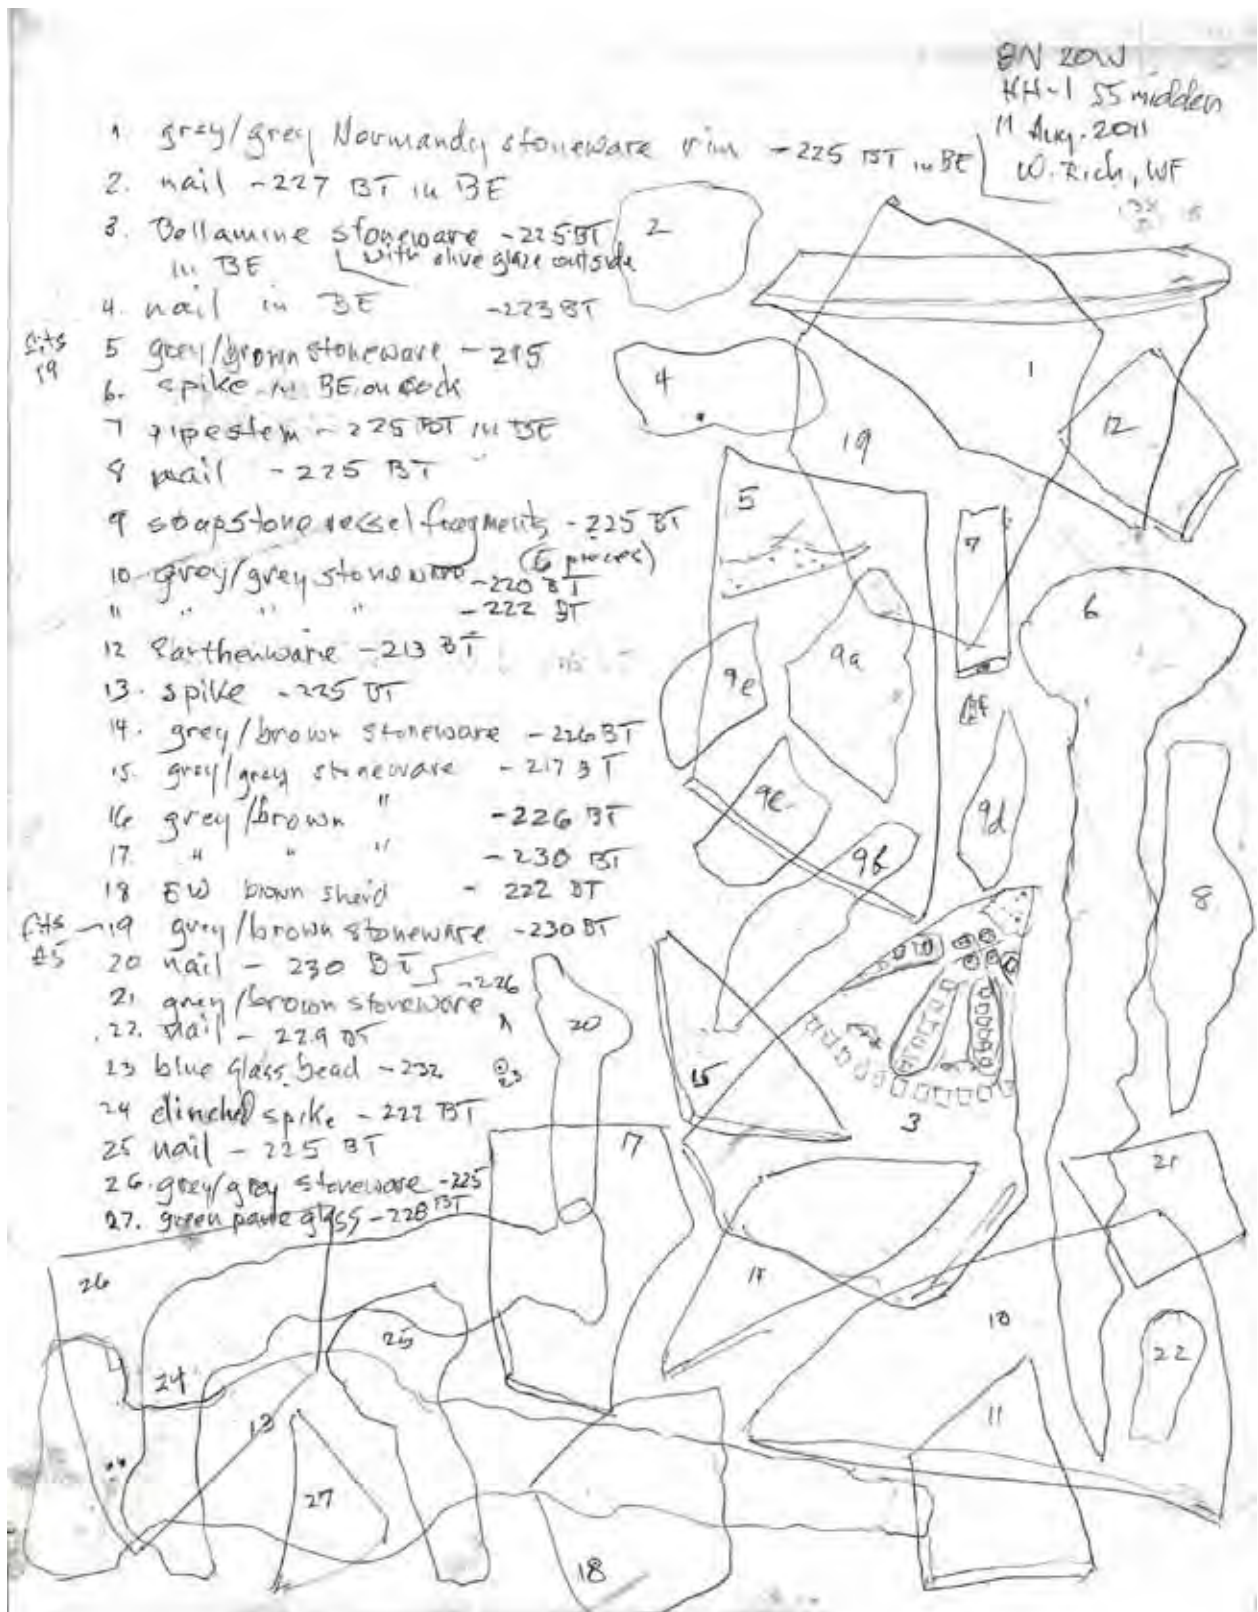 8N 20W
HH-1 SS midden
11 Aug. 2011
W. Rich, WF
1 gray/grey Normandy stoneware rim -225 BT in BE
2. nail -227 BT in BE
3. Bellamine stoneware -225 BT
in BE with olive glaze outside
4. nail in BE -223 BT
fits 19
5 grey/brown stoneware - 215
6. spike in BE on rock
7 pipestem - 225 BT in BE
8 nail - 225 BT
9 soapstone vessel fragments - 225 BT
(6 pieces)
10 grey/grey stoneware -220 BT
11 " " " - 222 BT
12 Earthenware - 213 BT
13. spike - 225 BT
14. grey/brown stoneware - 226 BT
15. grey/grey stoneware - 217 BT
16 grey/brown " -226 BT
17. " " " - 230 BT
18 EW brown sherd - 222 BT
fits #5
19 grey/brown stoneware -230 BT
20 nail - 230 BT
-226
21 grey/brown stoneware
22. nail - 229 BT
23 blue glass bead - 232
24 clinched spike - 222 BT
25 nail - 225 BT
26. grey/grey stoneware -225
27. green pane glass - 228 BT
2
1
4
19
12
5
7
6
9a
9e
9c
9d
9b
8
20
23
15
3
17
21
10
26
25
22
24
11
13
27
18